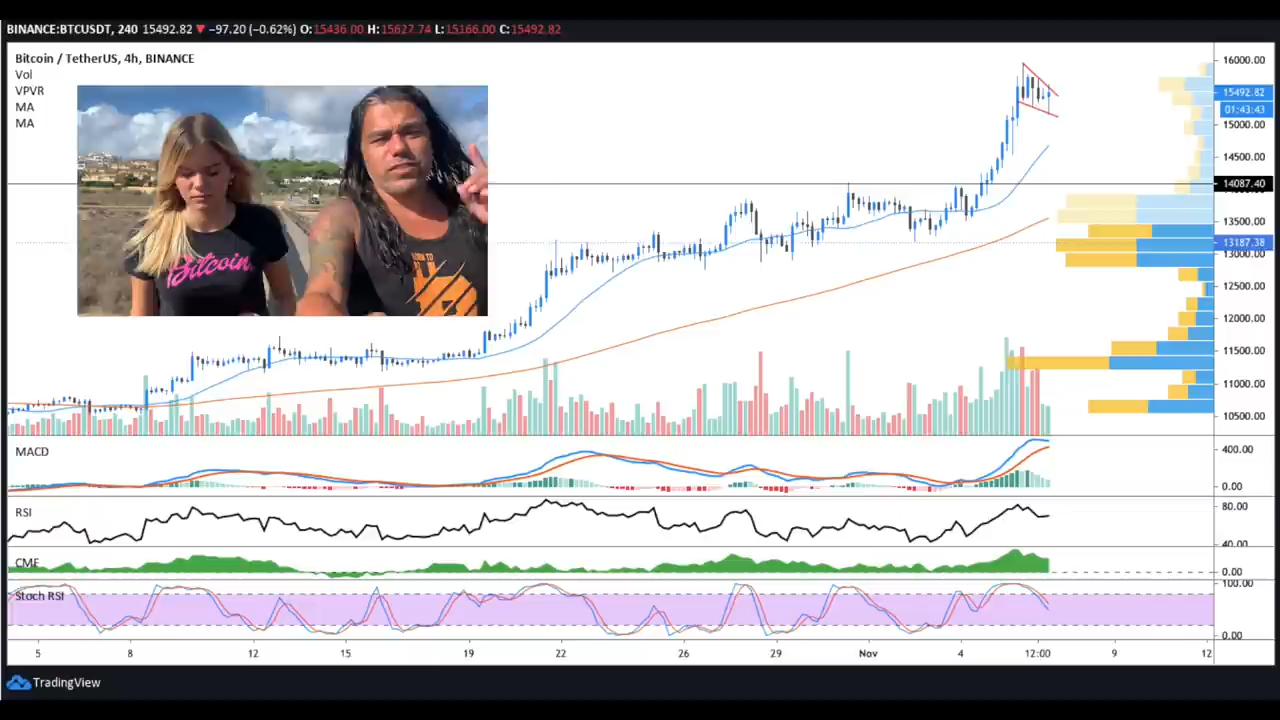 BINANCE:BTCUSDT, 240 15492.82 ▼ −97.20 (−0.62%) O:15436.00 H:15627.74 L:15166.00 C:15492.82
Bitcoin / TetherUS, 4h, BINANCE
Vol
VPVR
MA
MA
Bitcoin
16000.00
15492.82
01:43:43
15000.00
14500.00
14087.40
13500.00
13187.38
13000.00
12500.00
12000.00
11500.00
11000.00
10500.00
MACD
400.00
0.00
RSI
80.00
40.00
CMF
0.00
Stoch RSI
100.00
0.00
5 8 12 15 19 22 26 29 Nov 4 12:00 9 12
TradingView